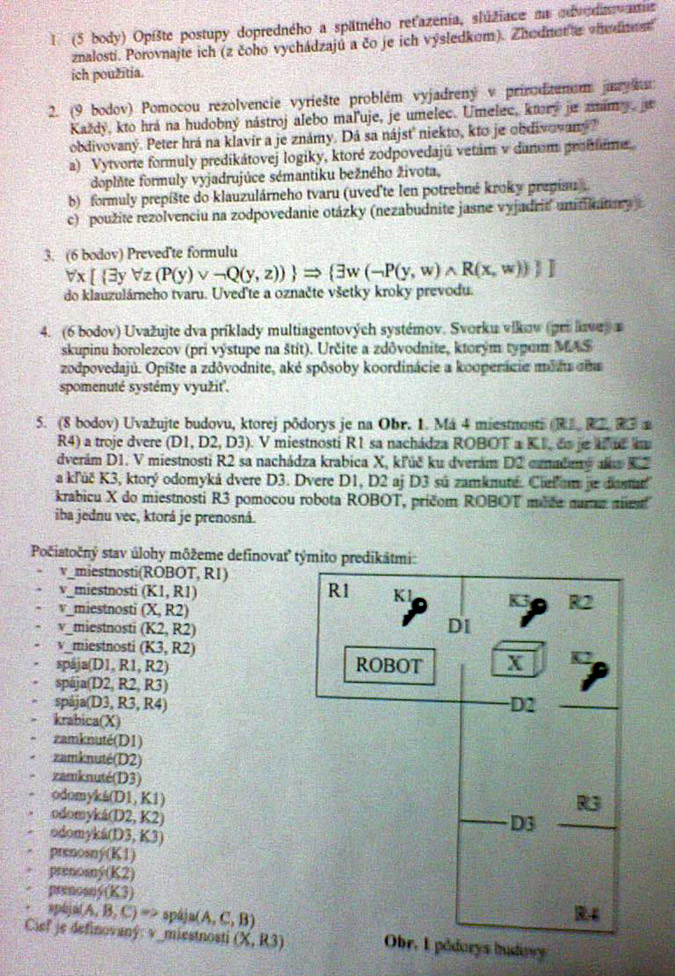 1. (5 body) Opíšte postupy dopredného a spätného reťazenia, slúžiace na odvodzovanie
znalostí. Porovnajte ich (z čoho vychádzajú a čo je ich výsledkom). Zhodnoťte vhodnosť
ich použitia.
2. (9 bodov) Pomocou rezolvencie vyriešte problém vyjadrený v prirodzenom jazyku:
Každý, kto hrá na hudobný nástroj alebo maľuje, je umelec. Umelec, ktorý je známy, je
obdivovaný. Peter hrá na klavír a je známy. Dá sa nájsť niekto, kto je obdivovaný?
a) Vytvorte formuly predikátovej logiky, ktoré zodpovedajú vetám v danom probléme,
doplňte formuly vyjadrujúce sémantiku bežného života,
b) formuly prepíšte do klauzulárneho tvaru (uveďte len potrebné kroky prepisu),
c) použite rezolvenciu na zodpovedanie otázky (nezabudnite jasne vyjadriť unifikátory).
3. (6 bodov) Preveďte formulu
∀x [ {∃y ∀z (P(y) ∨ ¬Q(y, z)) } ⇒ {∃w (¬P(y, w) ∧ R(x, w)) } ]
do klauzulárneho tvaru. Uveďte a označte všetky kroky prevodu.
4. (6 bodov) Uvažujte dva príklady multiagentových systémov. Svorku vlkov (pri love) a
skupinu horolezcov (pri výstupe na štít). Určite a zdôvodnite, ktorým typom MAS
zodpovedajú. Opíšte a zdôvodnite, aké spôsoby koordinácie a kooperácie môžu oba
spomenuté systémy využiť.
5. (8 bodov) Uvažujte budovu, ktorej pôdorys je na Obr. 1. Má 4 miestnosti (R1, R2, R3 a
R4) a troje dvere (D1, D2, D3). V miestnosti R1 sa nachádza ROBOT a K1, čo je kľúč ku
dverám D1. V miestnosti R2 sa nachádza krabica X, kľúč ku dverám D2 označený ako K2
a kľúč K3, ktorý odomyká dvere D3. Dvere D1, D2 aj D3 sú zamknuté. Cieľom je dostať
krabicu X do miestnosti R3 pomocou robota ROBOT, pričom ROBOT môže naraz niesť
iba jednu vec, ktorá je prenosná.
Počiatočný stav úlohy môžeme definovať týmito predikátmi:
- v_miestnosti(ROBOT, R1)
- v_miestnosti (K1, R1)
- v_miestnosti (X, R2)
- v_miestnosti (K2, R2)
- v_miestnosti (K3, R2)
- spája(D1, R1, R2)
- spája(D2, R2, R3)
- spája(D3, R3, R4)
- krabica(X)
- zamknuté(D1)
- zamknuté(D2)
- zamknuté(D3)
- odomyká(D1, K1)
- odomyká(D2, K2)
- odomyká(D3, K3)
- prenosný(K1)
- prenosný(K2)
- prenosný(K3)
- spája(A, B, C) => spája(A, C, B)
Cieľ je definovaný: v_miestnosti (X, R3)
R1 K1 K3 R2
D1
ROBOT X K2
D2
R3
D3
R4
Obr. 1 pôdorys budovy